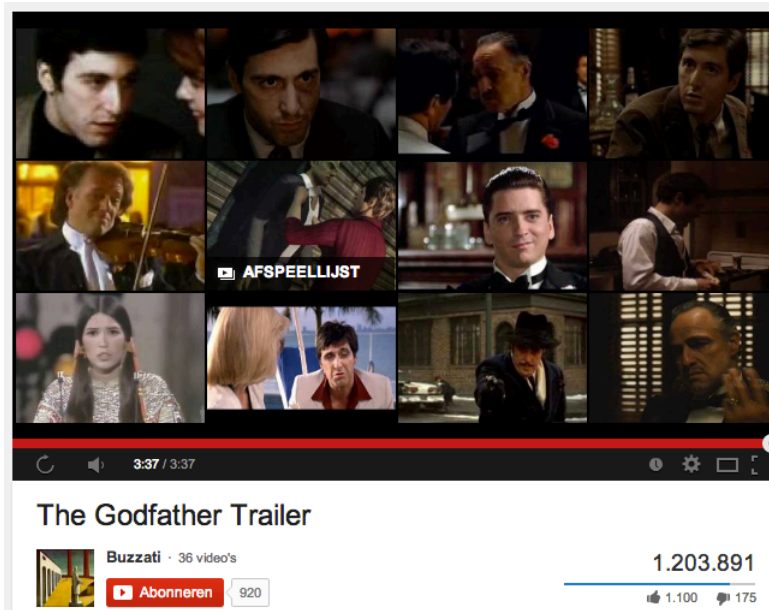 AFSPEELLIJST
3:37 / 3:37
The Godfather Trailer
Buzzati · 36 video's
1.203.891
Abonneren 920
1.100 175